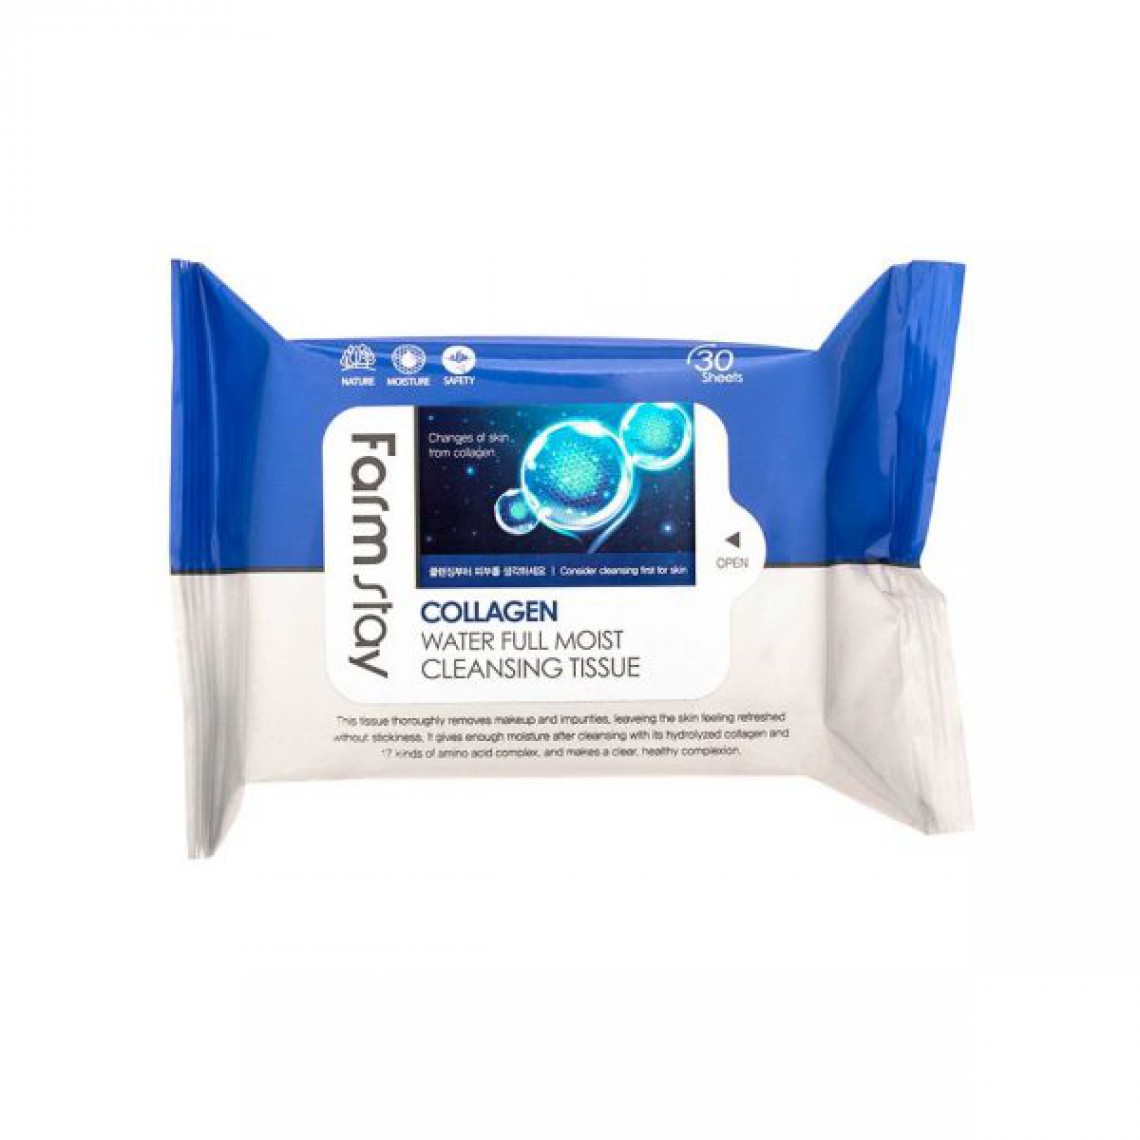 NATURE MOISTURE SAFETY
30
Sheets
Farm stay
Changes of skin
from collagen
클렌징부터 피부를 생각하세요 | Consider cleansing first for skin
OPEN
COLLAGEN
WATER FULL MOIST
CLEANSING TISSUE
This tissue thoroughly removes makeup and impurities, leaveing the skin feeling refreshed
without stickiness, It gives enough moisture after cleansing with its hydrolyzed collagen and
17 kinds of amino acid complex, and makes a clear, healthy complexion.